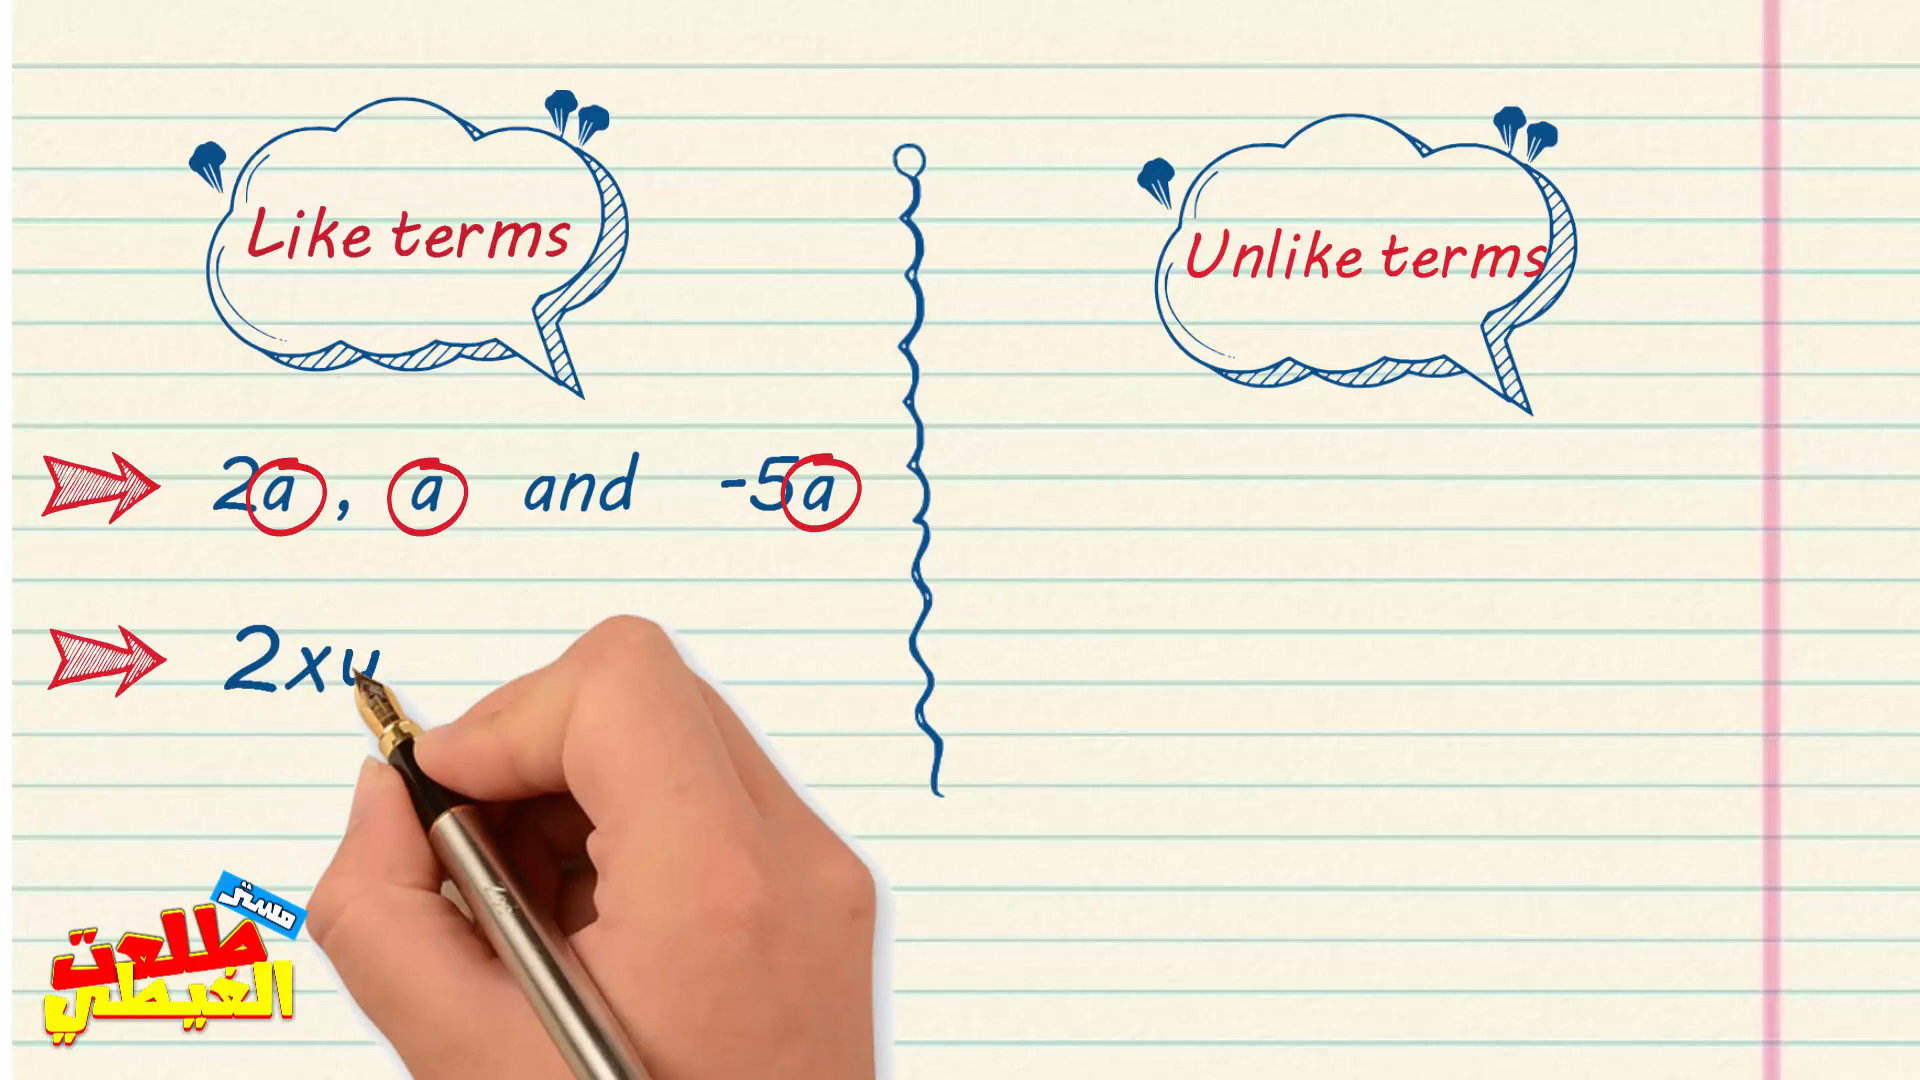 Like terms
Unlike terms
2a , a and -5a
2xy
مستر
طلعت
الغيطي